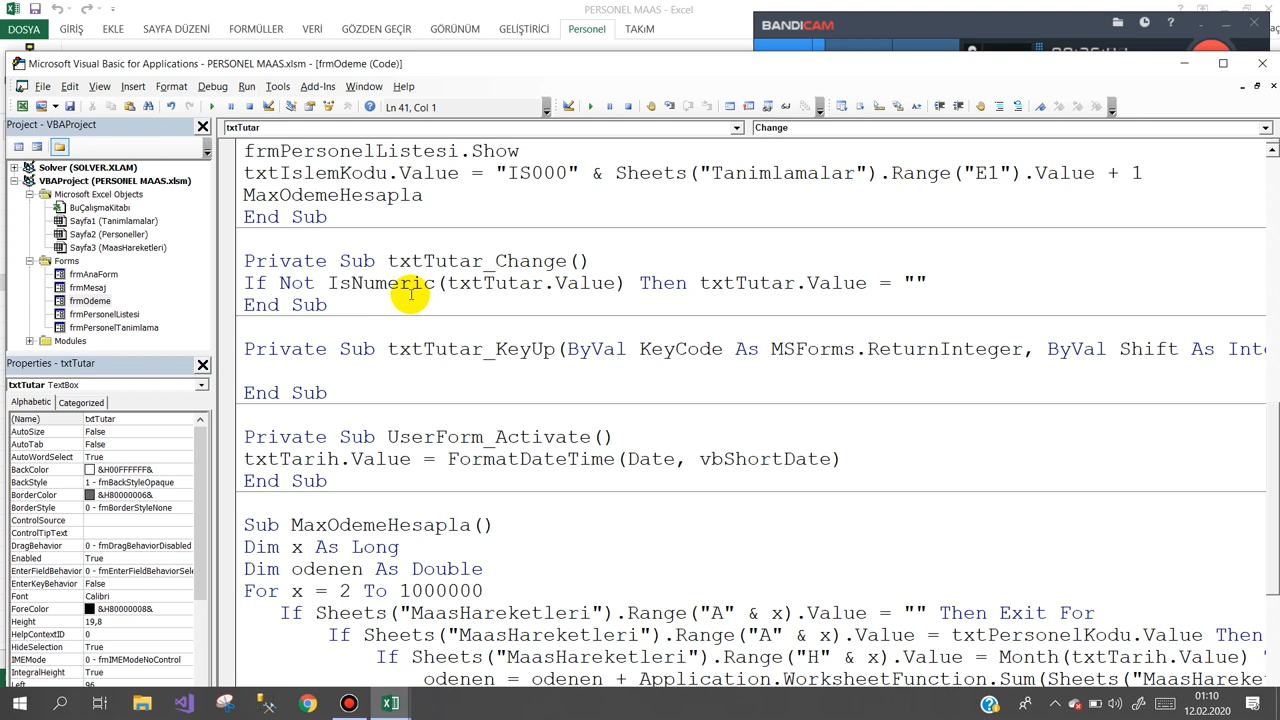 PERSONEL MAAS - Excel
DOSYA GİRİŞ EKLE SAYFA DÜZENİ FORMÜLLER VERİ GÖZDEN GEÇİR GÖRÜNÜM GELİŞTİRİCİ Personel TAKıM
BANDICAM
Microsoft Visual Basic for Applications - PERSONEL MAAS.xlsm - [frmOdeme (Code)]
File Edit View Insert Format Debug Run Tools Add-Ins Window Help
Ln 41, Col 1
Project - VBAProject
Solver (SOLVER.XLAM)
VBAProject (PERSONEL MAAS.xlsm)
Microsoft Excel Objects
BuÇalışmaKitabı
Sayfa1 (Tanimlamalar)
Sayfa2 (Personeller)
Sayfa3 (MaasHareketleri)
Forms
frmAnaForm
frmMesaj
frmOdeme
frmPersonelListesi
frmPersonelTanimlama
Modules
Properties - txtTutar
txtTutar TextBox
Alphabetic Categorized
(Name) txtTutar
AutoSize False
AutoTab False
AutoWordSelect True
BackColor &H00FFFFFF&
BackStyle 1 - fmBackStyleOpaque
BorderColor &H80000006&
BorderStyle 0 - fmBorderStyleNone
ControlSource
ControlTipText
DragBehavior 0 - fmDragBehaviorDisabled
Enabled True
EnterFieldBehavior 0 - fmEnterFieldBehaviorSele
EnterKeyBehavior False
Font Calibri
ForeColor &H80000008&
Height 19,8
HelpContextID 0
HideSelection True
IMEMode 0 - fmIMEModeNoControl
IntegralHeight True
Left 96
txtTutar Change
frmPersonelListesi.Show
txtIslemKodu.Value = "IS000" & Sheets("Tanimlamalar").Range("E1").Value + 1
MaxOdemeHesapla
End Sub
Private Sub txtTutar_Change()
If Not IsNumeric(txtTutar.Value) Then txtTutar.Value = ""
End Sub
Private Sub txtTutar_KeyUp(ByVal KeyCode As MSForms.ReturnInteger, ByVal Shift As Inte
End Sub
Private Sub UserForm_Activate()
txtTarih.Value = FormatDateTime(Date, vbShortDate)
End Sub
Sub MaxOdemeHesapla()
Dim x As Long
Dim odenen As Double
For x = 2 To 1000000
If Sheets("MaasHareketleri").Range("A" & x).Value = "" Then Exit For
If Sheets("MaasHareketleri").Range("A" & x).Value = txtPersonelKodu.Value Then
If Sheets("MaasHareketleri").Range("H" & x).Value = Month(txtTarih.Value)
odenen = odenen + Application.WorksheetFunction.Sum(Sheets("MaasHareket
01:10
12.02.2020